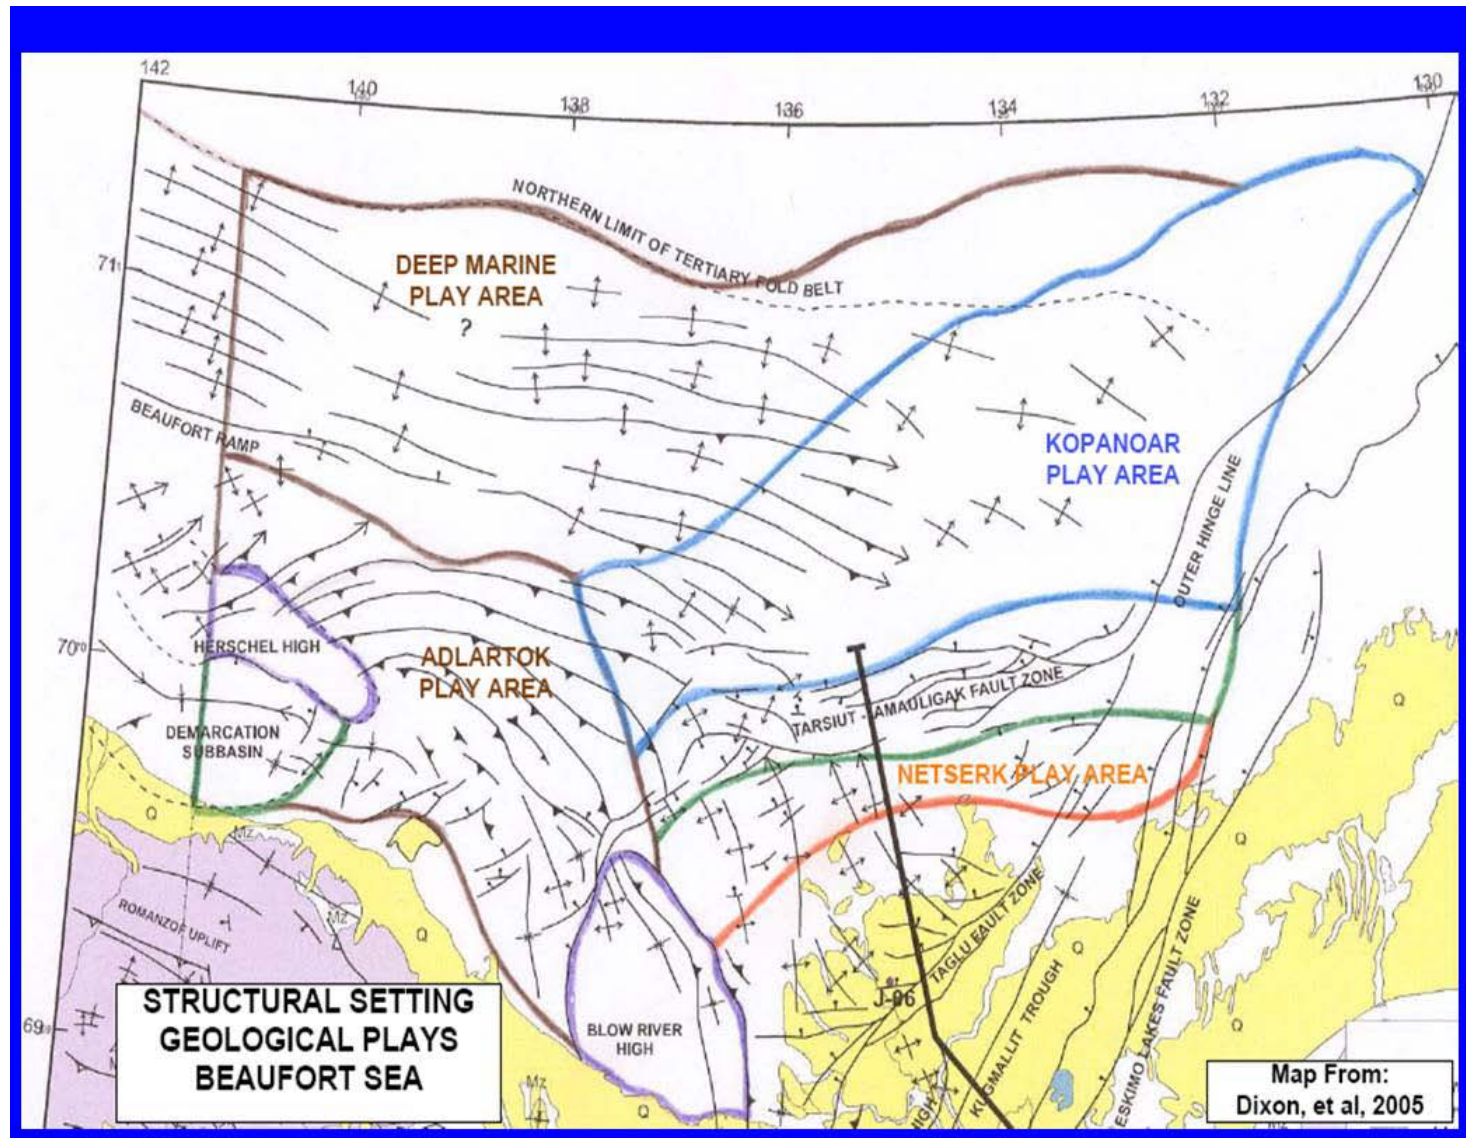 142
140
138
136
134
132
130
NORTHERN LIMIT OF TERTIARY FOLD BELT
71
DEEP MARINE
PLAY AREA
?
BEAUFORT RAMP
KOPANOAR
PLAY AREA
OUTER HINGE LINE
70
HERSCHEL HIGH
ADLARTOK
PLAY AREA
TARSIUT - AMAULIGAK FAULT ZONE
DEMARCATION
SUBBASIN
NETSERK PLAY AREA
Q
Q
Mz
Q
Mz
ROMANZOF UPLIFT
Q
Q
TAGLU FAULT ZONE
J-06
KUGMALLIT TROUGH
ESKIMO LAKES FAULT ZONE
Q
69
STRUCTURAL SETTING
GEOLOGICAL PLAYS
BEAUFORT SEA
BLOW RIVER
HIGH
Mz
Q
HIGH
Map From:
Dixon, et al, 2005